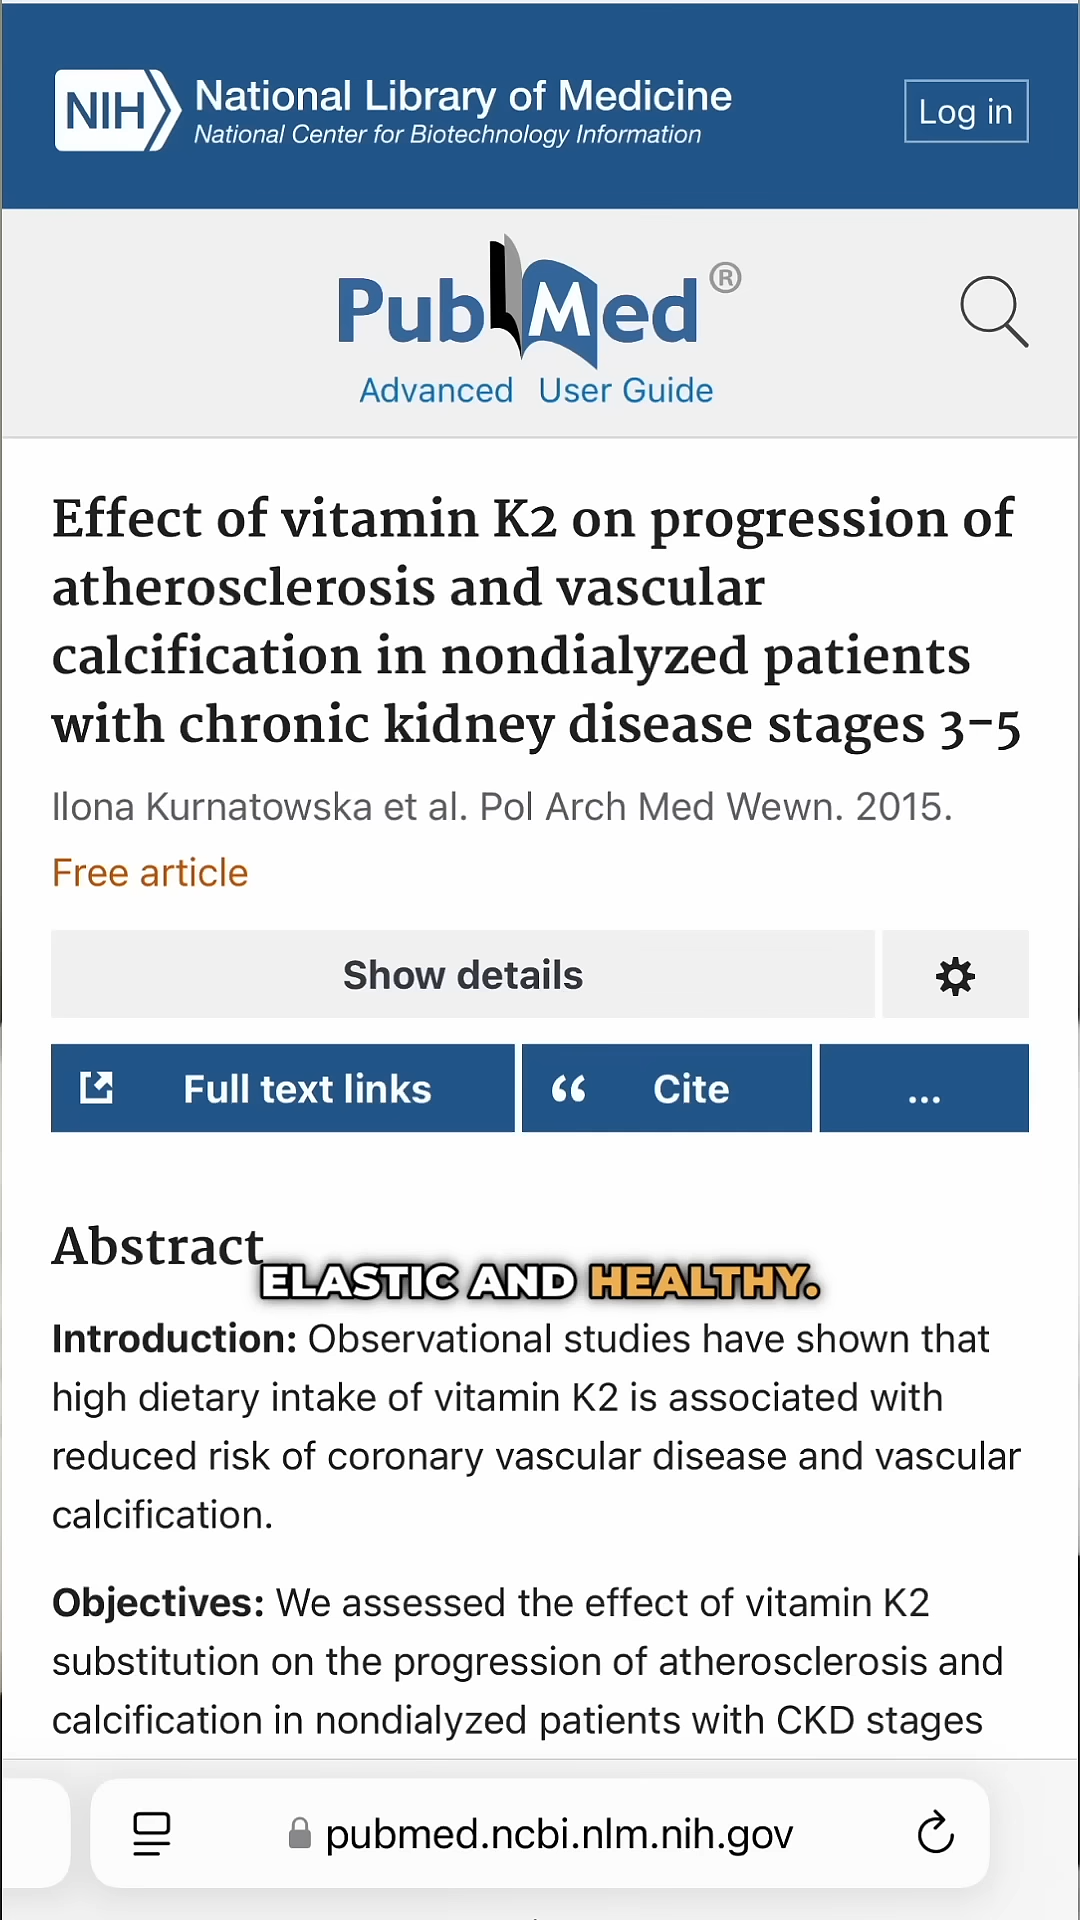 NIH National Library of Medicine
National Center for Biotechnology Information
Log in
PubMed®
Advanced User Guide
Effect of vitamin K2 on progression of
atherosclerosis and vascular
calcification in nondialyzed patients
with chronic kidney disease stages 3-5
Ilona Kurnatowska et al. Pol Arch Med Wewn. 2015.
Free article
Show details
Full text links
Cite
...
Abstract
ELASTIC AND HEALTHY.
Introduction: Observational studies have shown that
high dietary intake of vitamin K2 is associated with
reduced risk of coronary vascular disease and vascular
calcification.
Objectives: We assessed the effect of vitamin K2
substitution on the progression of atherosclerosis and
calcification in nondialyzed patients with CKD stages
pubmed.ncbi.nlm.nih.gov